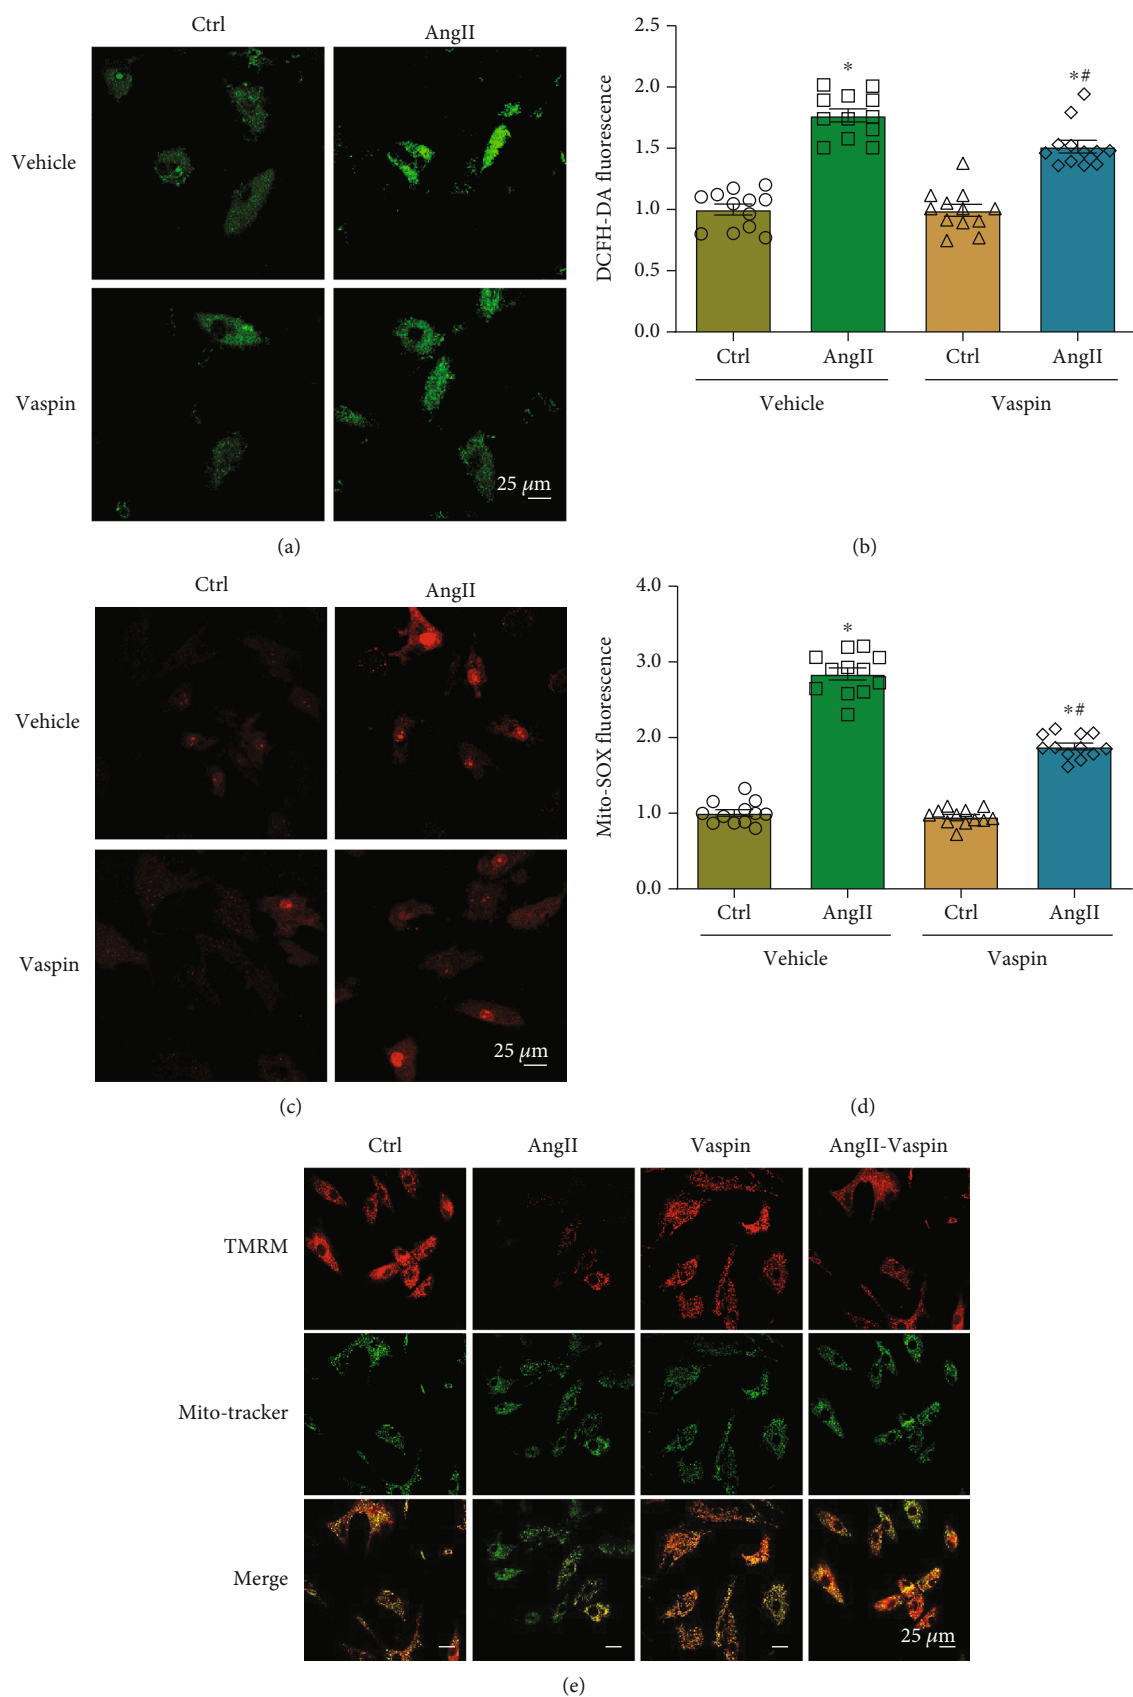 Ctrl
AngII
Vehicle
Vaspin
25 μm
(a)
DCFH-DA fluorescence
2.5
2.0
1.5
1.0
0.5
0.0
*
*#
Ctrl
AngII
Ctrl
AngII
Vehicle
Vaspin
(b)
Ctrl
AngII
Vehicle
Vaspin
25 μm
(c)
Mito-SOX fluorescence
4.0
3.0
2.0
1.0
0.0
*
*#
Ctrl
AngII
Ctrl
AngII
Vehicle
Vaspin
(d)
Ctrl
AngII
Vaspin
AngII-Vaspin
TMRM
Mito-tracker
Merge
25 μm
(e)